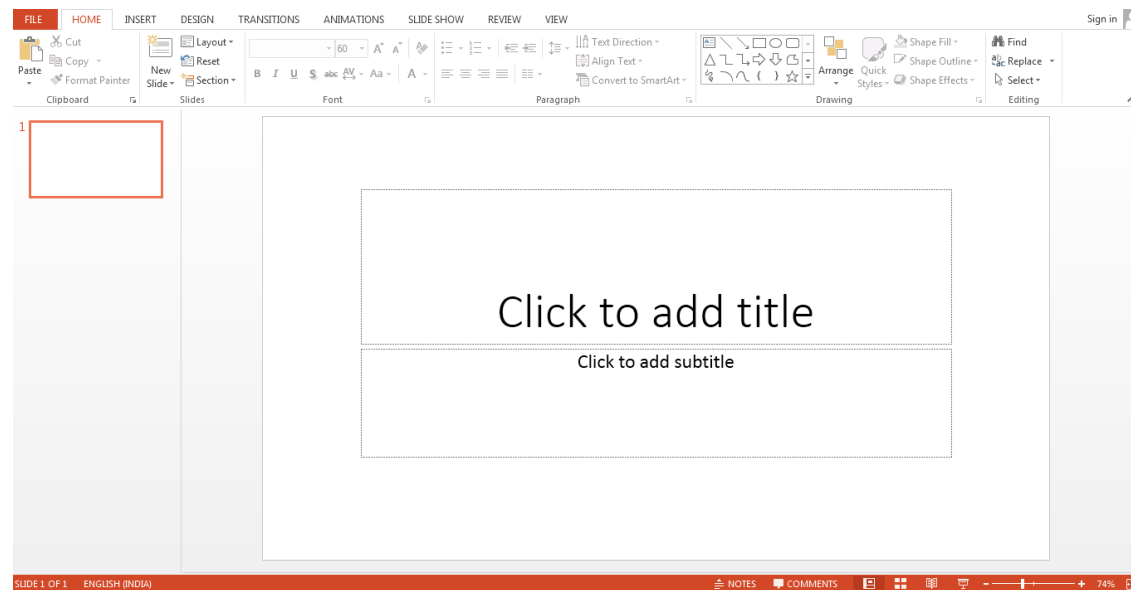 FILE HOME INSERT DESIGN TRANSITIONS ANIMATIONS SLIDE SHOW REVIEW VIEW Sign in
Paste
Cut
Copy
Format Painter
Clipboard
New Slide
Layout
Reset
Section
Slides
60
B I U S abc AV Aa A
Font
Text Direction
Align Text
Convert to SmartArt
Paragraph
Arrange
Quick Styles
Shape Fill
Shape Outline
Shape Effects
Drawing
Find
Replace
Select
Editing
1
Click to add title
Click to add subtitle
SLIDE 1 OF 1 ENGLISH (INDIA) NOTES COMMENTS 74%